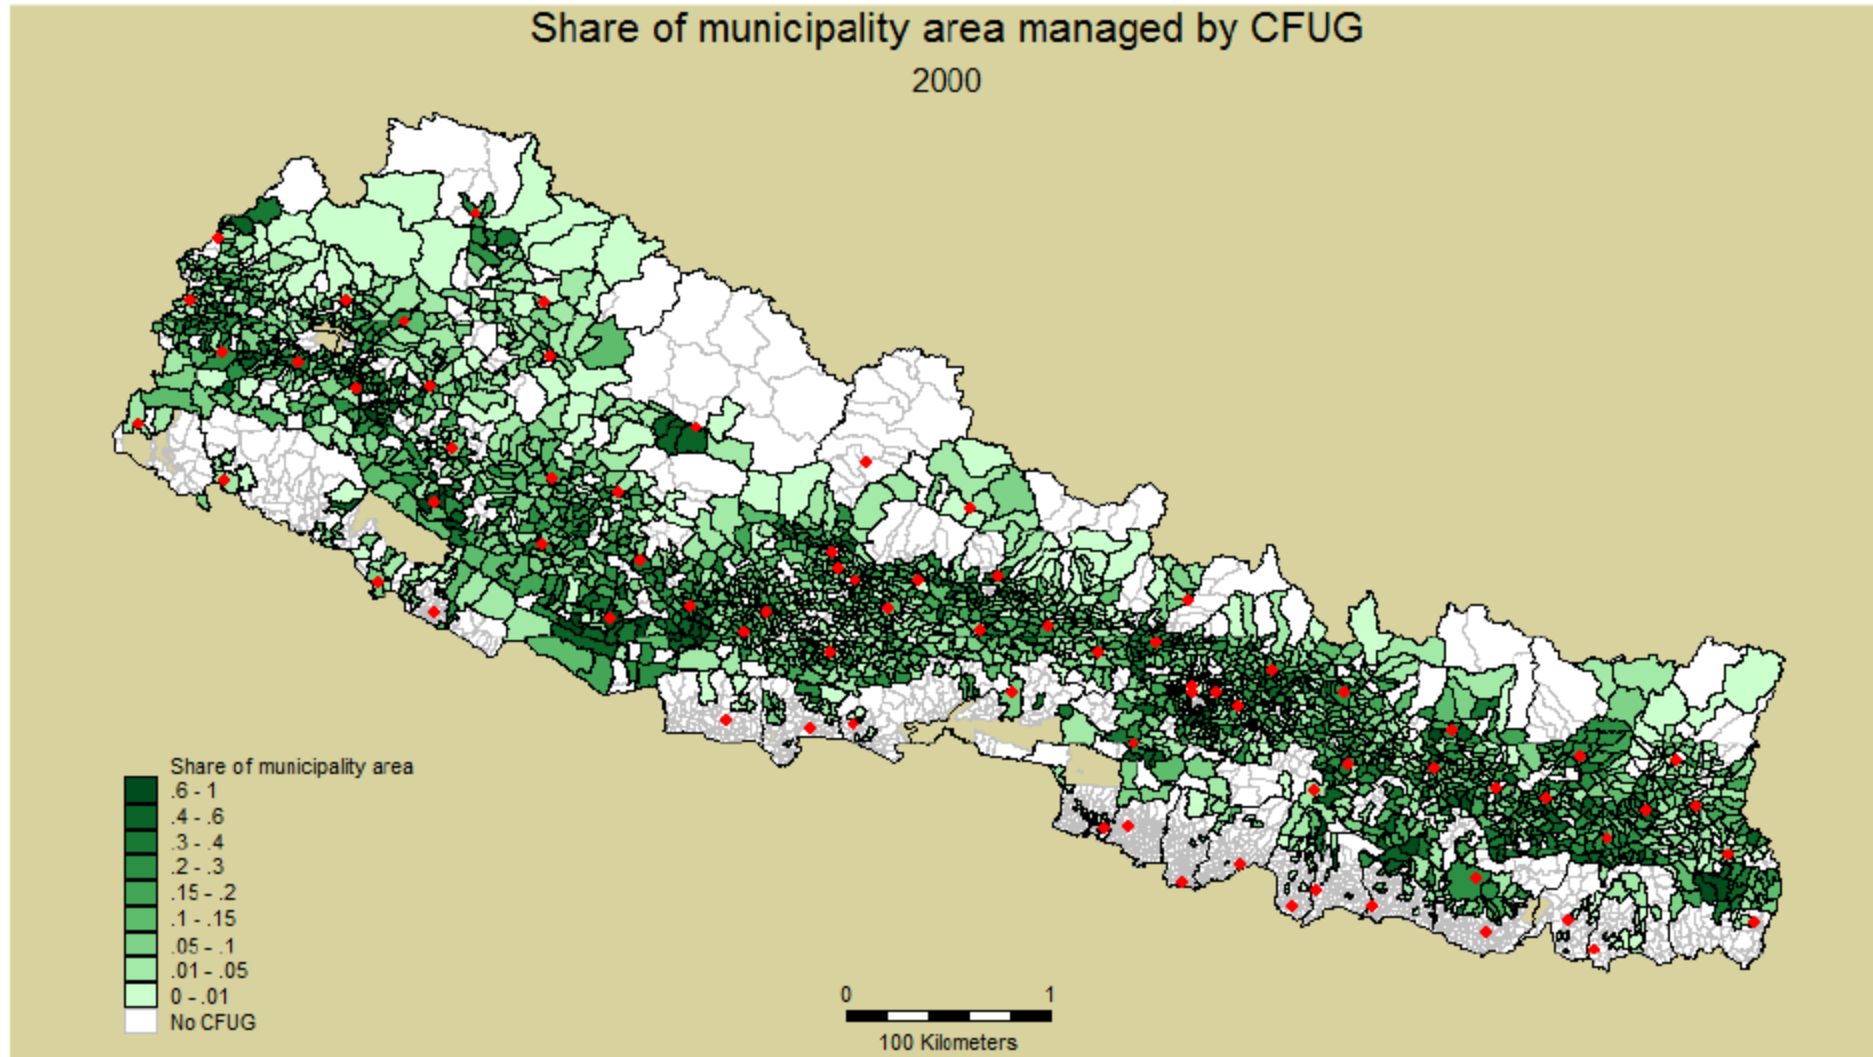 Share of municipality area managed by CFUG
2000
Share of municipality area
.6 - 1
.4 - .6
.3 - .4
.2 - .3
.15 - .2
.1 - .15
.05 - .1
.01 - .05
0 - .01
No CFUG
0 1
100 Kilometers